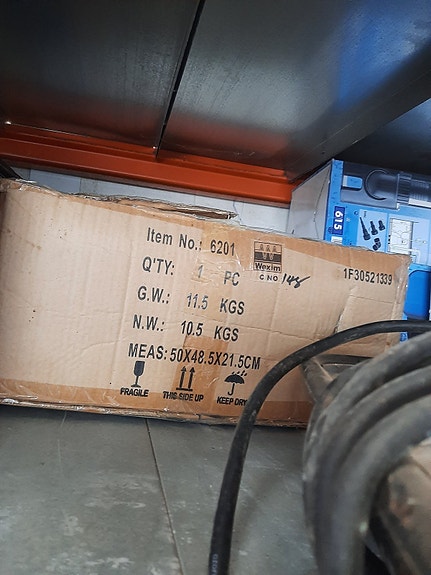 Item No.: 6201
Wexim
Q'TY: 1 PC
C NO 148
1F30521339
G.W.: 11.5 KGS
N.W.: 10.5 KGS
MEAS: 50X48.5X21.5CM
FRAGILE THIS SIDE UP KEEP DRY
615